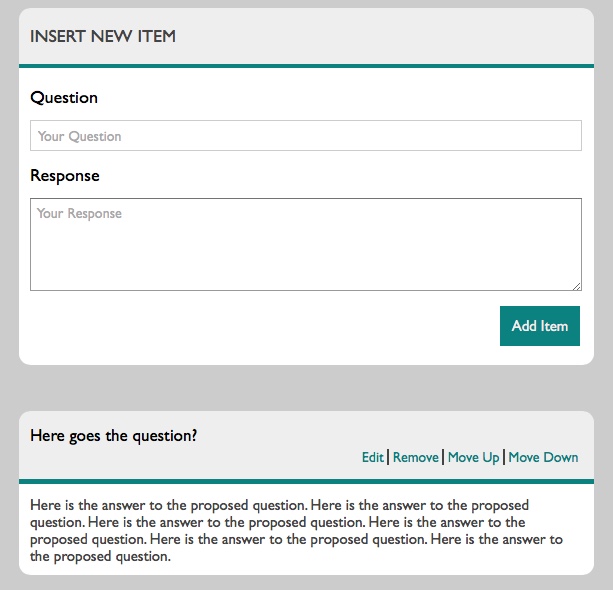 INSERT NEW ITEM
Question
Your Question
Response
Your Response
Add Item
Here goes the question?
Edit | Remove | Move Up | Move Down
Here is the answer to the proposed question. Here is the answer to the proposed
question. Here is the answer to the proposed question. Here is the answer to the
proposed question. Here is the answer to the proposed question. Here is the answer to
the proposed question.